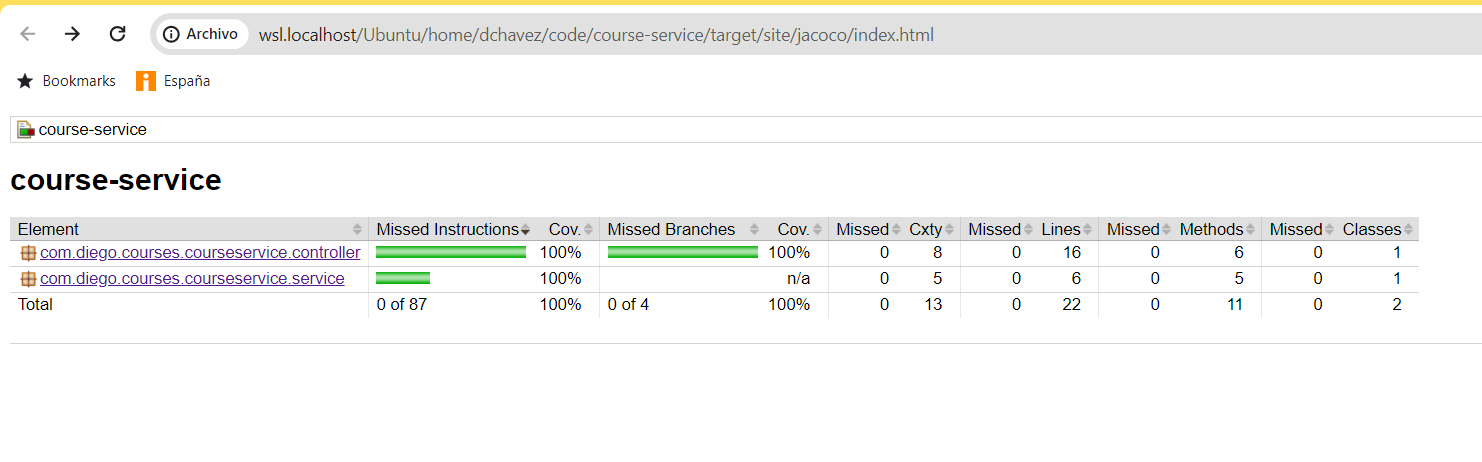 Archivo wsl.localhost/Ubuntu/home/dchavez/code/course-service/target/site/jacoco/index.html
Bookmarks España
course-service
course-service
Element Missed Instructions Cov. Missed Branches Cov. Missed Cxty Missed Lines Missed Methods Missed Classes
com.diego.courses.courseservice.controller 100% 100% 0 8 0 16 0 6 0 1
com.diego.courses.courseservice.service 100% n/a 0 5 0 6 0 5 0 1
Total 0 of 87 100% 0 of 4 100% 0 13 0 22 0 11 0 2